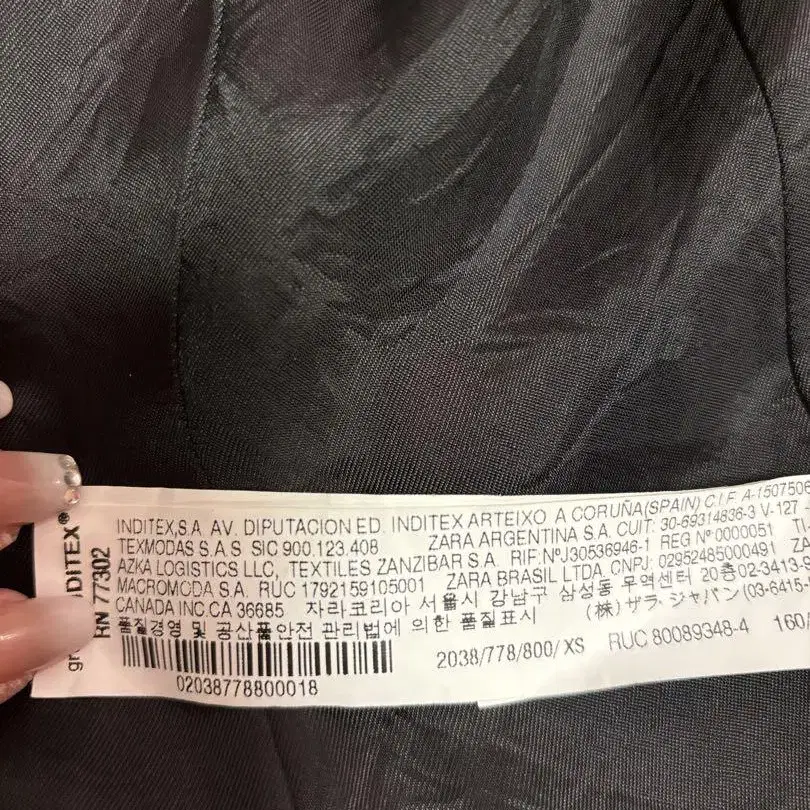 INDITEX®
RN 77302
INDITEX,S.A. AV. DIPUTACION ED. INDITEX ARTEIXO A CORUÑA(SPAIN) C.I.F. A-1507506
TEXMODAS S.A.S SIC 900.123.408 ZARA ARGENTINA S.A. CUIT: 30-69314836-3 V-127
AZKA LOGISTICS LLC, TEXTILES ZANZIBAR S.A. RIF:NºJ30536946-1 REG Nº 0000051
MACROMODA S.A. RUC 1792159105001 ZARA BRASIL LTDA, CNPJ: 02952485000491
CANADA INC.CA 36685 자라코리아 서울시 강남구 삼성동 무역센터 20층02-3413-9
품질경영 및 공산품안전 관리법에 의한 품질표시 (株) ザラ・ジャパン(03-6415
02038778800018 2038/778/800/ XS RUC 80089348-4 160/